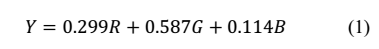 Y = 0.299R + 0.587G + 0.114B (1)